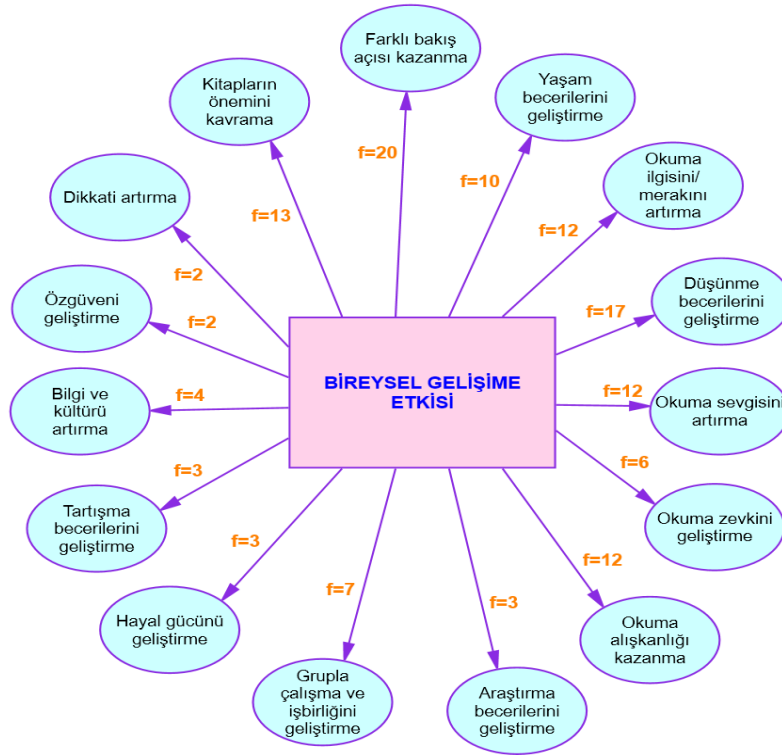 Farklı bakış
açısı kazanma
f=20
Yaşam
becerilerini
geliştirme
f=10
Okuma
ilgisini/
merakını
artırma
f=12
Düşünme
becerilerini
geliştirme
f=17
Okuma sevgisini
artırma
f=12
Okuma zevkini
geliştirme
f=6
Okuma
alışkanlığı
kazanma
f=12
Araştırma
becerilerini
geliştirme
f=3
Grupla
çalışma ve
işbirliğini
geliştirme
f=7
Hayal gücünü
geliştirme
f=3
Tartışma
becerilerini
geliştirme
f=3
Bilgi ve
kültürü
artırma
f=4
Özgüveni
geliştirme
f=2
Dikkati artırma
f=2
Kitapların
önemini
kavrama
f=13
BİREYSEL GELİŞİME
ETKİSİ